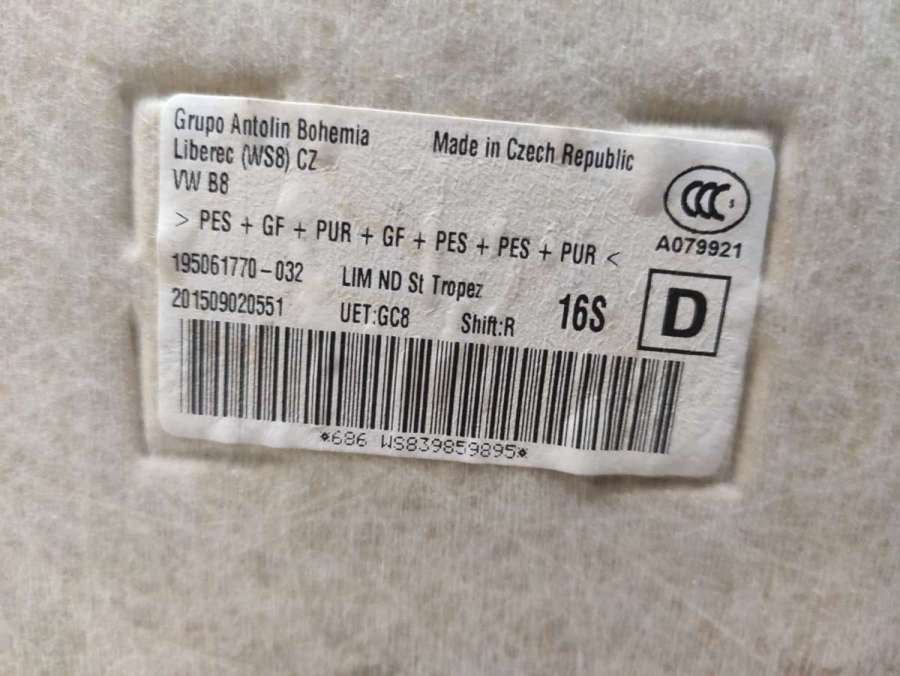 Grupo Antolin Bohemia
Made in Czech Republic
Liberec (WS8) CZ
VW B8
CCC S
A079921
> PES + GF + PUR + GF + PES + PES + PUR <
195061770-032 LIM ND St Tropez
201509020551 UET:GC8 Shift:R 16S D
*686 WS839859895*